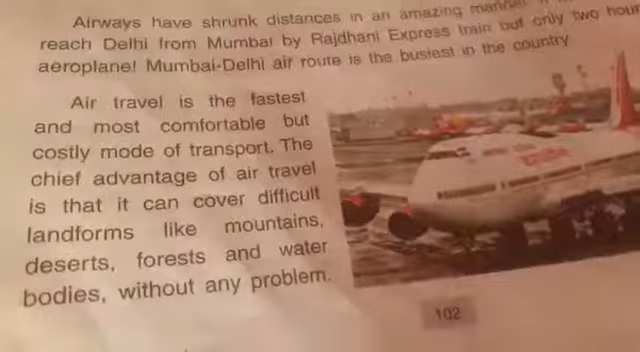 Airways have shrunk distances in an amazing manner
reach Delhi from Mumbai by Rajdhani Express train but only two hour
aeroplane! Mumbai-Delhi air route is the busiest in the country
Air travel is the fastest
and most comfortable but
costly mode of transport. The
chief advantage of air travel
is that it can cover difficult
landforms like mountains,
deserts, forests and water
bodies, without any problem.
102